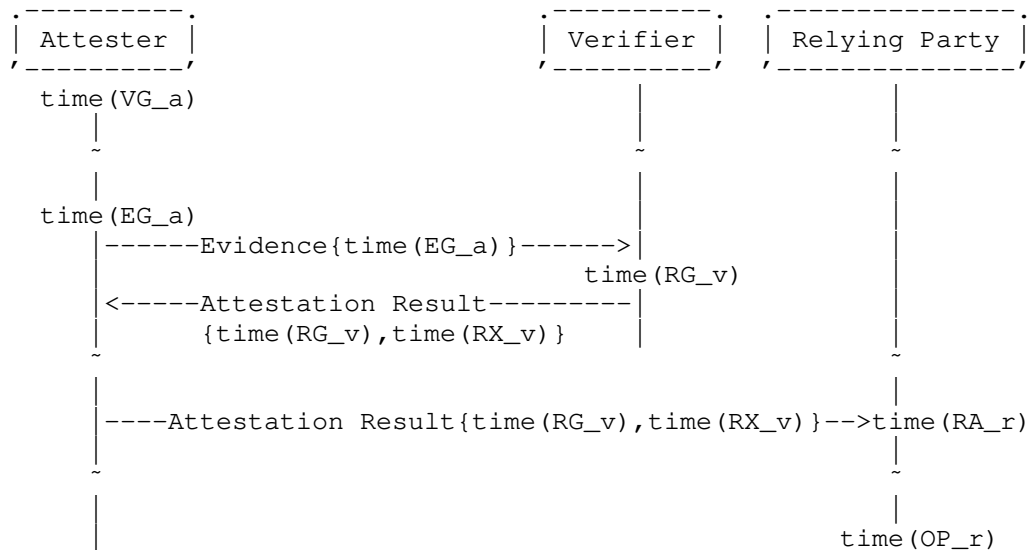 .----------.                         .----------.  .---------------.
| Attester |                         | Verifier |  | Relying Party |
'----------'                         '----------'  '---------------'
  time(VG_a)                               |               |
     |                                     |               |
     ~                                     ~               ~
     |                                     |               |
  time(EG_a)                               |               |
     |------Evidence{time(EG_a)}------>|               |
     |                                 time(RG_v)          |
     |<-----Attestation Result---------|               |
     |      {time(RG_v),time(RX_v)}    |               |
     ~                                                     ~
     |                                                     |
     |----Attestation Result{time(RG_v),time(RX_v)}-->time(RA_r)
     |                                                     |
     ~                                                     ~
     |                                                     |
     |                                                 time(OP_r)